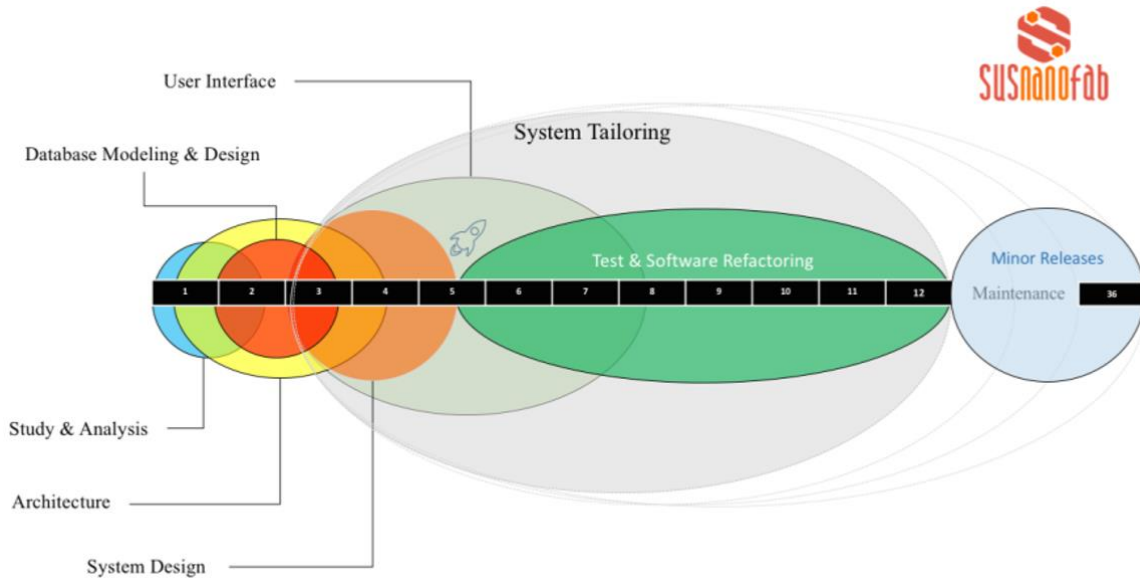 SUSnanofab
User Interface
System Tailoring
Database Modeling & Design
Test & Software Refactoring
Minor Releases
1 2 3 4 5 6 7 8 9 10 11 12 Maintenance 36
Study & Analysis
Architecture
System Design